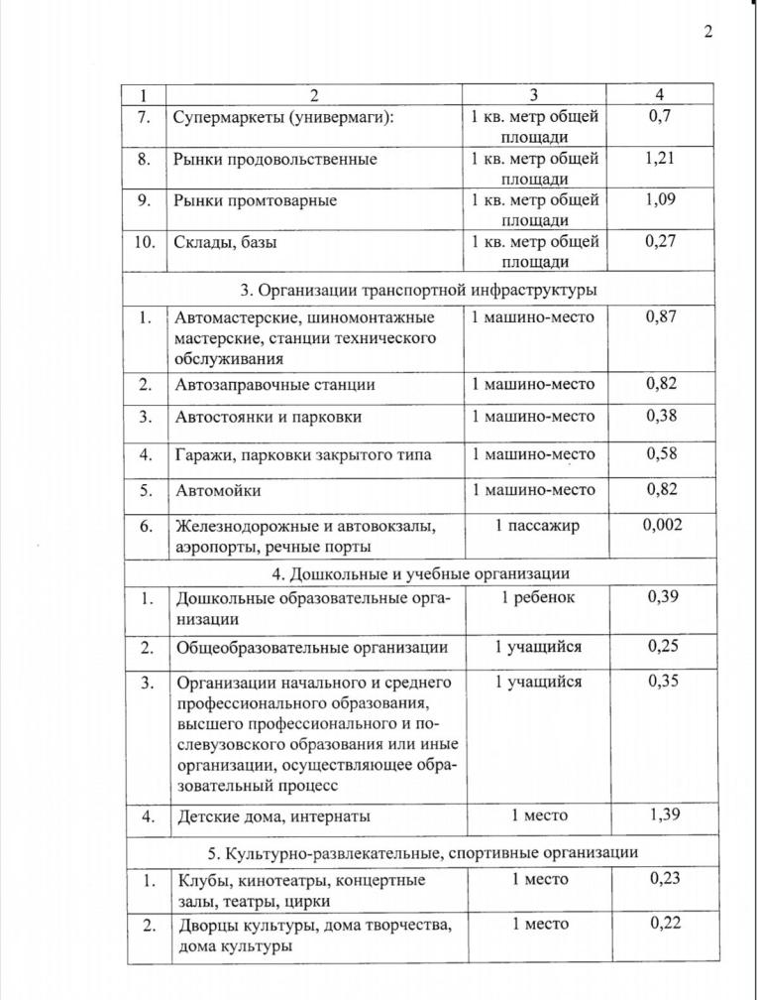 2
1 2 3 4
7. Супермаркеты (универмаги): 1 кв. метр общей 0,7
площади
8. Рынки продовольственные 1 кв. метр общей 1,21
площади
9. Рынки промтоварные 1 кв. метр общей 1,09
площади
10. Склады, базы 1 кв. метр общей 0,27
площади
3. Организации транспортной инфраструктуры
1. Автомастерские, шиномонтажные 1 машино-место 0,87
мастерские, станции технического
обслуживания
2. Автозаправочные станции 1 машино-место 0,82
3. Автостоянки и парковки 1 машино-место 0,38
4. Гаражи, парковки закрытого типа 1 машино-место 0,58
5. Автомойки 1 машино-место 0,82
6. Железнодорожные и автовокзалы, 1 пассажир 0,002
аэропорты, речные порты
4. Дошкольные и учебные организации
1. Дошкольные образовательные орга- 1 ребенок 0,39
низации
2. Общеобразовательные организации 1 учащийся 0,25
3. Организации начального и среднего 1 учащийся 0,35
профессионального образования,
высшего профессионального и по-
слевузовского образования или иные
организации, осуществляющее обра-
зовательный процесс
4. Детские дома, интернаты 1 место 1,39
5. Культурно-развлекательные, спортивные организации
1. Клубы, кинотеатры, концертные 1 место 0,23
залы, театры, цирки
2. Дворцы культуры, дома творчества, 1 место 0,22
дома культуры